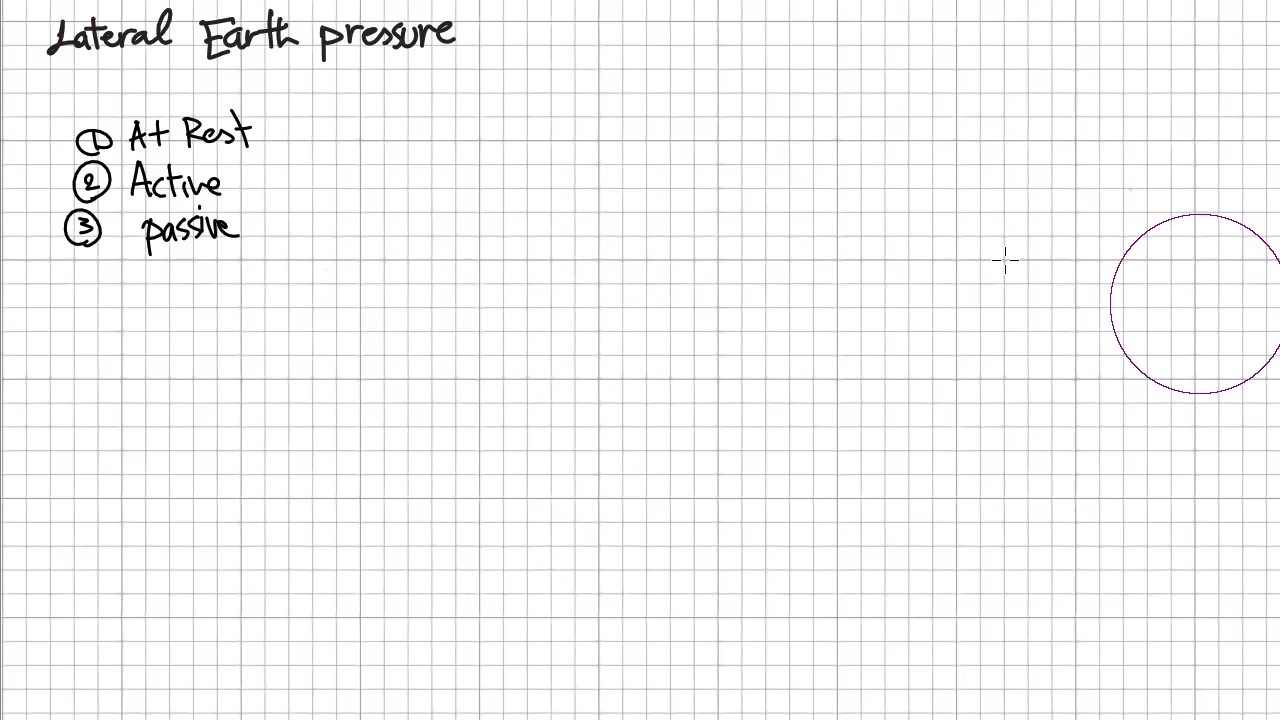 Lateral Earth pressure
① At Rest
② Active
③ passive